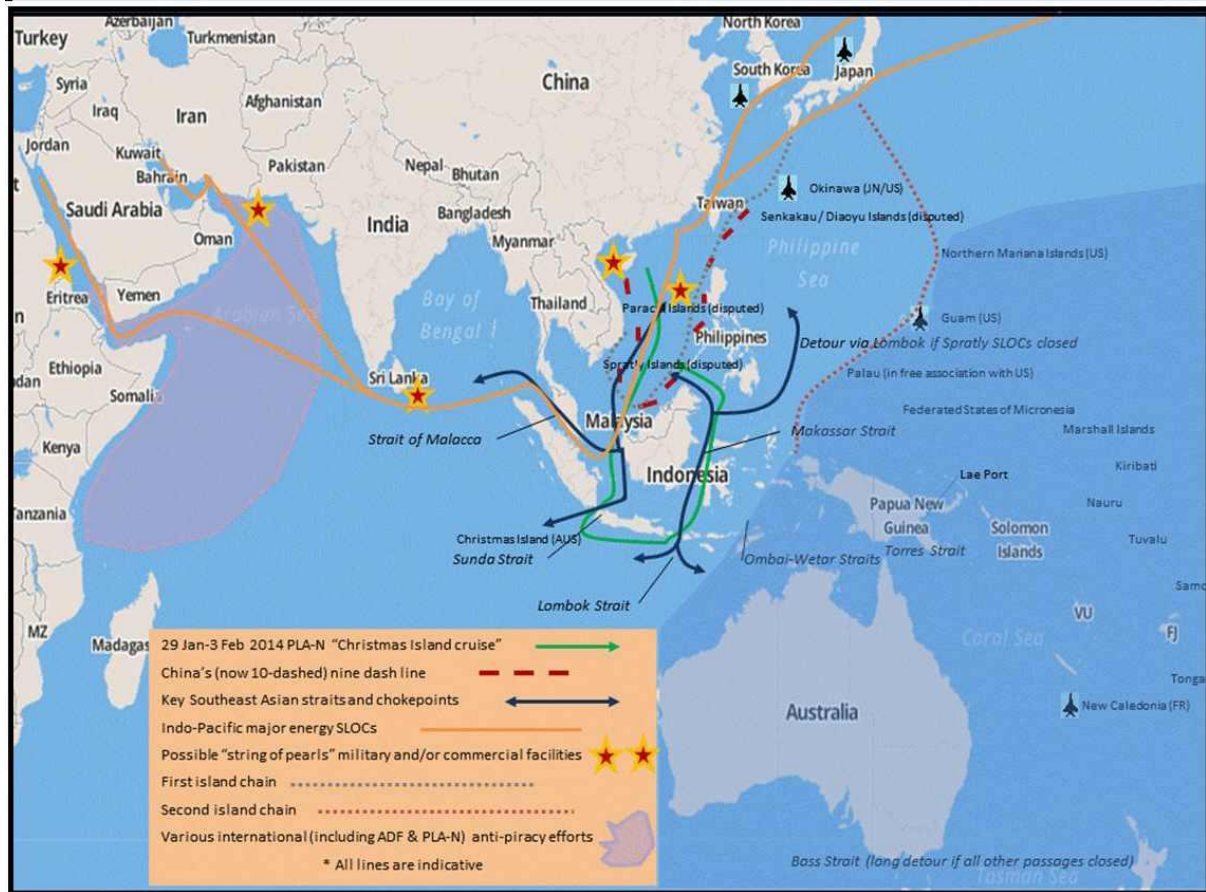 Azerbaijan
Turkey
Turkmenistan
North Korea
Syria
China
South Korea
Japan
Iraq
Iran
Afghanistan
Jordan
Kuwait
Pakistan
Nepal
Bhutan
Bahrain
Okinawa (JN/US)
Saudi Arabia
India
Bangladesh
Taiwan
Senkakau / Diaoyu Islands (disputed)
Oman
Myanmar
Philippine
Sea
Northern Mariana Islands (US)
Eritrea
Yemen
Arabian Sea
Bay of
Bengal
Thailand
Paracel Islands (disputed)
Guam (US)
Philippines
Detour via Lombok if Spratly SLOCs closed
Ethiopia
Spratly Islands (disputed)
Palau (in free association with US)
Sri Lanka
Somali
Federated States of Micronesia
Malaysia
Strait of Malacca
Makassar Strait
Marshall Islands
Kenya
Indonesia
Kiribati
Lae Port
Papua New
Guinea
Nauru
Tanzania
Solomon
Islands
Tuvalu
Christmas Island (AUS)
Sunda Strait
Ombai-Wetar Straits
Torres Strait
Lombok Strait
Samo
VU
MZ
Madagas
Coral Sea
FJ
Tonga
29 Jan-3 Feb 2014 PLA-N "Christmas Island cruise"
China's (now 10-dashed) nine dash line
Key Southeast Asian straits and chokepoints
Indo-Pacific major energy SLOCs
Possible "string of pearls" military and/or commercial facilities
First island chain
Second island chain
Various international (including ADF & PLA-N) anti-piracy efforts
* All lines are indicative
Australia
New Caledonia (FR)
Bass Strait (long detour if all other passages closed)
Tasman Sea